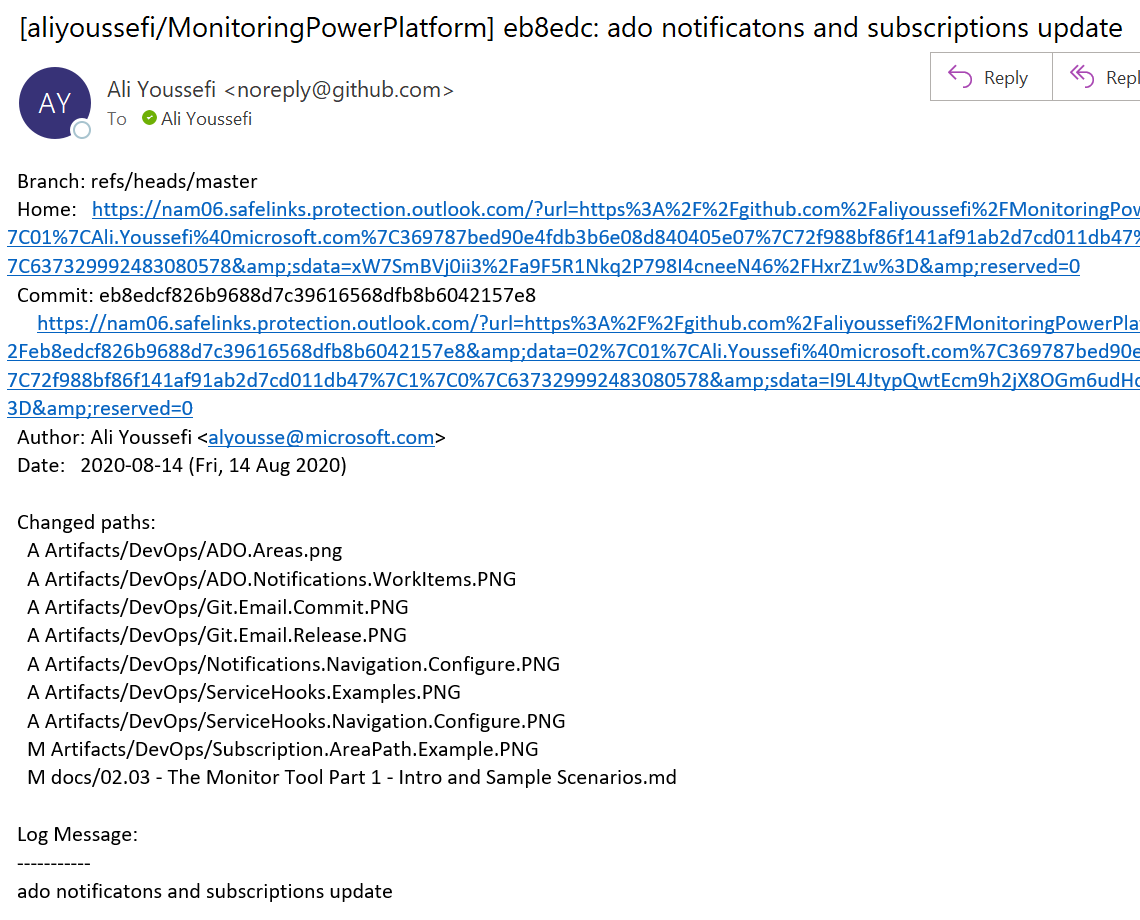 [aliyoussefi/MonitoringPowerPlatform] eb8edc: ado notificatons and subscriptions update
AY
Ali Youssefi <noreply@github.com>
To Ali Youssefi
Reply
Repl
Branch: refs/heads/master
Home: https://nam06.safelinks.protection.outlook.com/?url=https%3A%2F%2Fgithub.com%2Faliyoussefi%2FMonitoringPow
7C01%7CAli.Youssefi%40microsoft.com%7C369787bed90e4fdb3b6e08d840405e07%7C72f988bf86f141af91ab2d7cd011db47%
7C637329992483080578&amp;sdata=xW7SmBVj0ii3%2Fa9F5R1Nkq2P798I4cneeN46%2FHxrZ1w%3D&amp;reserved=0
Commit: eb8edcf826b9688d7c39616568dfb8b6042157e8
https://nam06.safelinks.protection.outlook.com/?url=https%3A%2F%2Fgithub.com%2Faliyoussefi%2FMonitoringPowerPla
2Feb8edcf826b9688d7c39616568dfb8b6042157e8&amp;data=02%7C01%7CAli.Youssefi%40microsoft.com%7C369787bed90e
7C72f988bf86f141af91ab2d7cd011db47%7C1%7C0%7C637329992483080578&amp;sdata=I9L4JtypQwtEcm9h2jX8OGm6udHc
3D&amp;reserved=0
Author: Ali Youssefi <alyousse@microsoft.com>
Date: 2020-08-14 (Fri, 14 Aug 2020)
Changed paths:
A Artifacts/DevOps/ADO.Areas.png
A Artifacts/DevOps/ADO.Notifications.WorkItems.PNG
A Artifacts/DevOps/Git.Email.Commit.PNG
A Artifacts/DevOps/Git.Email.Release.PNG
A Artifacts/DevOps/Notifications.Navigation.Configure.PNG
A Artifacts/DevOps/ServiceHooks.Examples.PNG
A Artifacts/DevOps/ServiceHooks.Navigation.Configure.PNG
M Artifacts/DevOps/Subscription.AreaPath.Example.PNG
M docs/02.03 - The Monitor Tool Part 1 - Intro and Sample Scenarios.md
Log Message:
-----------
ado notificatons and subscriptions update